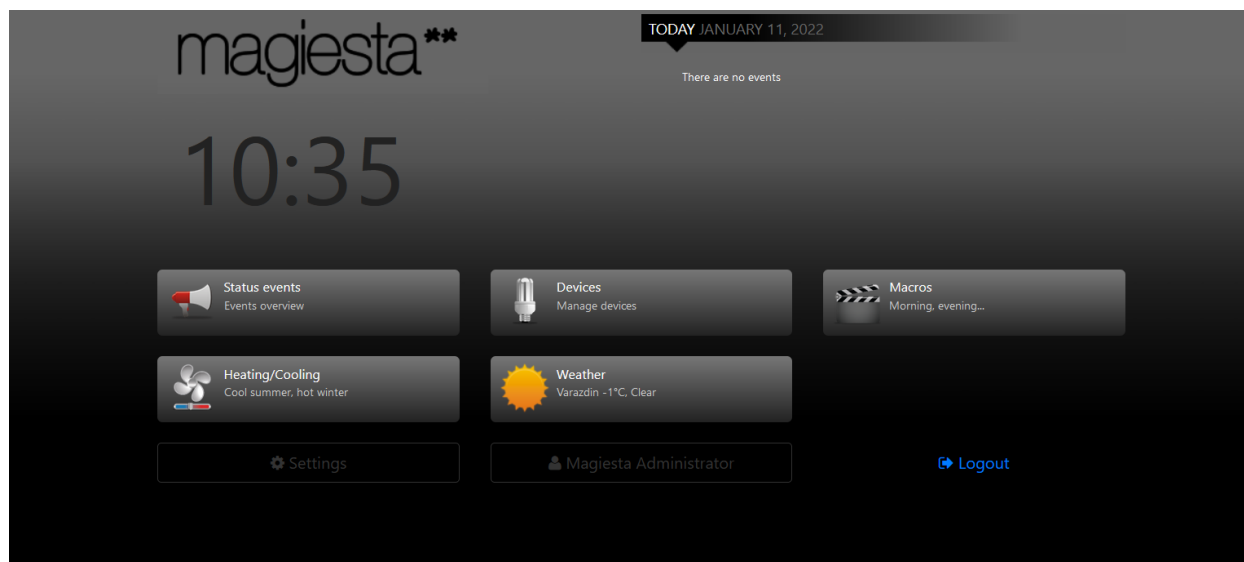 magiesta**
TODAY JANUARY 11, 2022
There are no events
10:35
Status events
Events overview
Devices
Manage devices
Macros
Morning, evening...
Heating/Cooling
Cool summer, hot winter
Weather
Varazdin -1°C, Clear
Settings
Magiesta Administrator
Logout